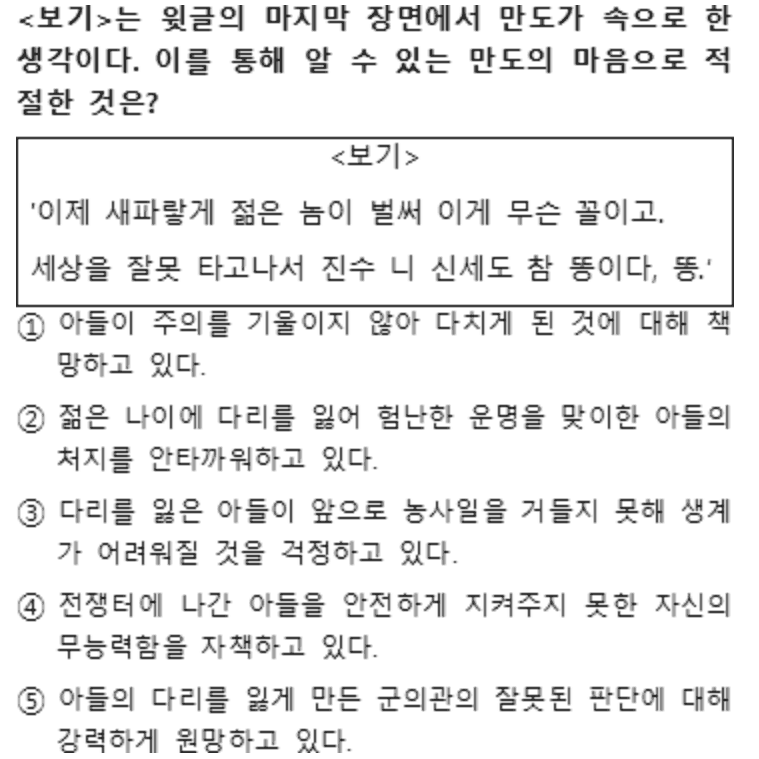 <보기>는 윗글의 마지막 장면에서 만도가 속으로 한
생각이다. 이를 통해 알 수 있는 만도의 마음으로 적
절한 것은?
<보기>
'이제 새파랗게 젊은 놈이 벌써 이게 무슨 꼴이고.
세상을 잘못 타고나서 진수 니 신세도 참 똥이다, 똥.'
① 아들이 주의를 기울이지 않아 다치게 된 것에 대해 책
망하고 있다.
② 젊은 나이에 다리를 잃어 험난한 운명을 맞이한 아들의
처지를 안타까워하고 있다.
③ 다리를 잃은 아들이 앞으로 농사일을 거들지 못해 생계
가 어려워질 것을 걱정하고 있다.
④ 전쟁터에 나간 아들을 안전하게 지켜주지 못한 자신의
무능력함을 자책하고 있다.
⑤ 아들의 다리를 잃게 만든 군의관의 잘못된 판단에 대해
강력하게 원망하고 있다.